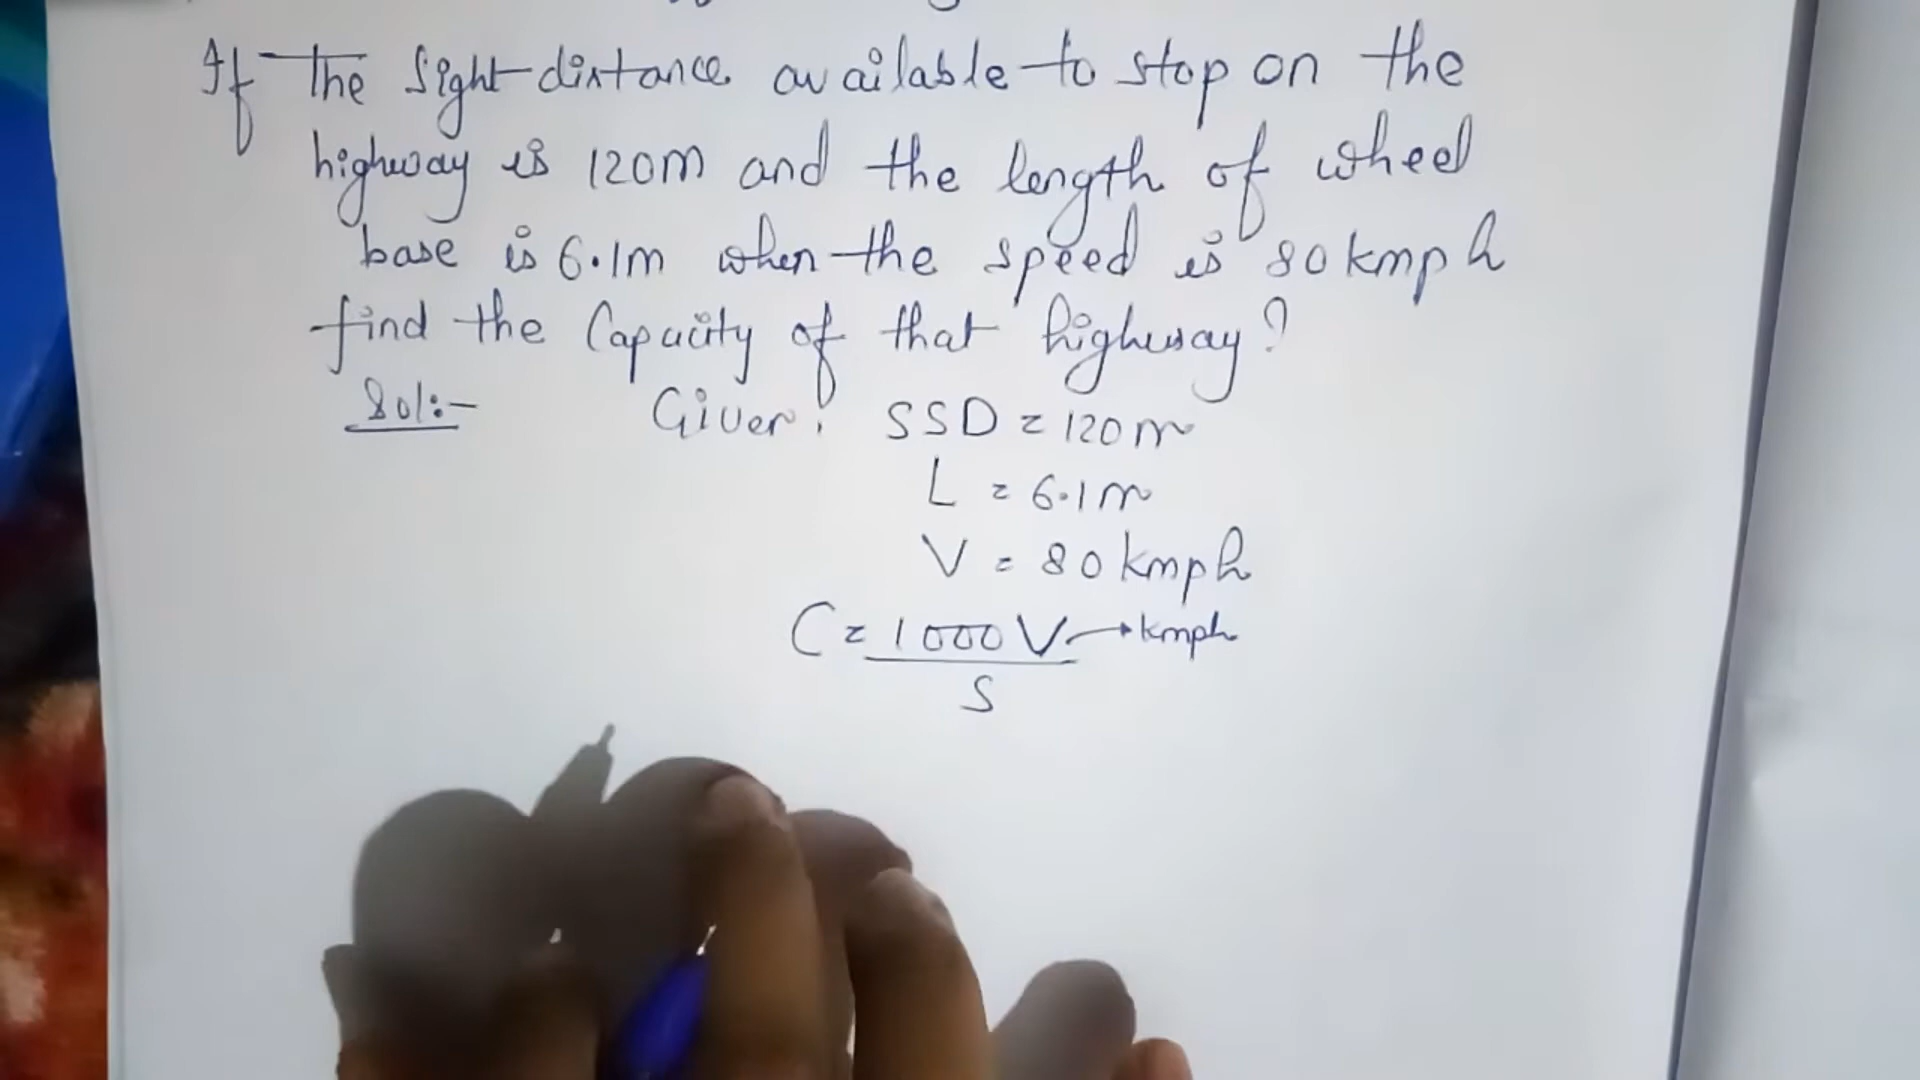 If the sight distance available to stop on the
highway is 120m and the length of wheel
base is 6.1m when the speed is 80 kmph
find the Capacity of that highway?
Sol:- Given: SSD = 120m
L = 6.1m
V = 80 kmph
C = 1000 V → kmph
S